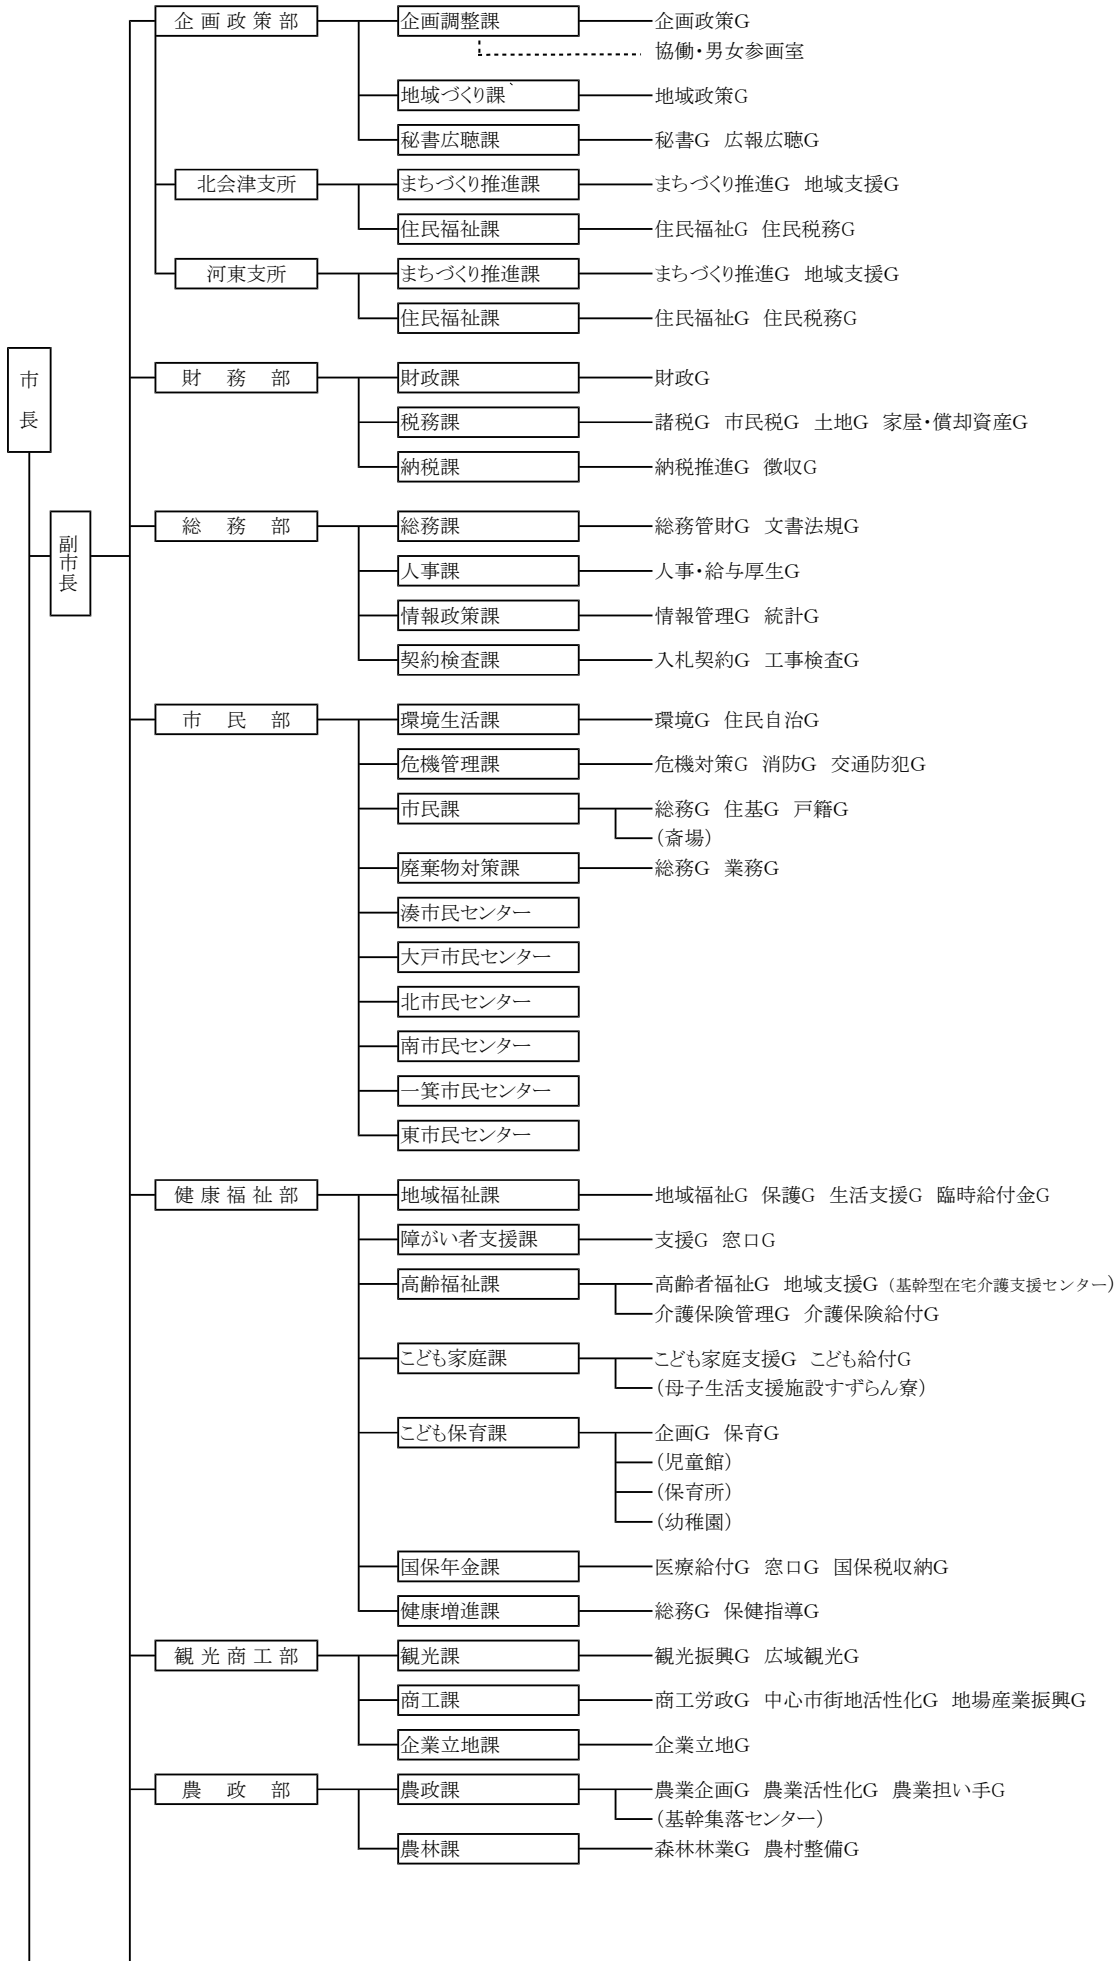 企画政策部 企画調整課 企画政策G
協働・男女参画室
地域づくり課` 地域政策G
秘書広聴課 秘書G 広報広聴G
北会津支所 まちづくり推進課 まちづくり推進G 地域支援G
住民福祉課 住民福祉G 住民税務G
河東支所 まちづくり推進課 まちづくり推進G 地域支援G
住民福祉課 住民福祉G 住民税務G
市長
財務部 財政課 財政G
税務課 諸税G 市民税G 土地G 家屋・償却資産G
納税課 納税推進G 徴収G
副市長
総務部 総務課 総務管財G 文書法規G
人事課 人事・給与厚生G
情報政策課 情報管理G 統計G
契約検査課 入札契約G 工事検査G
市民部 環境生活課 環境G 住民自治G
危機管理課 危機対策G 消防G 交通防犯G
市民課 総務G 住基G 戸籍G
(斎場)
廃棄物対策課 総務G 業務G
湊市民センター
大戸市民センター
北市民センター
南市民センター
一箕市民センター
東市民センター
健康福祉部 地域福祉課 地域福祉G 保護G 生活支援G 臨時給付金G
障がい者支援課 支援G 窓口G
高齢福祉課 高齢者福祉G 地域支援G (基幹型在宅介護支援センター)
介護保険管理G 介護保険給付G
こども家庭課 こども家庭支援G こども給付G
(母子生活支援施設すずらん寮)
こども保育課 企画G 保育G
(児童館)
(保育所)
(幼稚園)
国保年金課 医療給付G 窓口G 国保税収納G
健康増進課 総務G 保健指導G
観光商工部 観光課 観光振興G 広域観光G
商工課 商工労政G 中心市街地活性化G 地場産業振興G
企業立地課 企業立地G
農政部 農政課 農業企画G 農業活性化G 農業担い手G
(基幹集落センター)
農林課 森林林業G 農村整備G